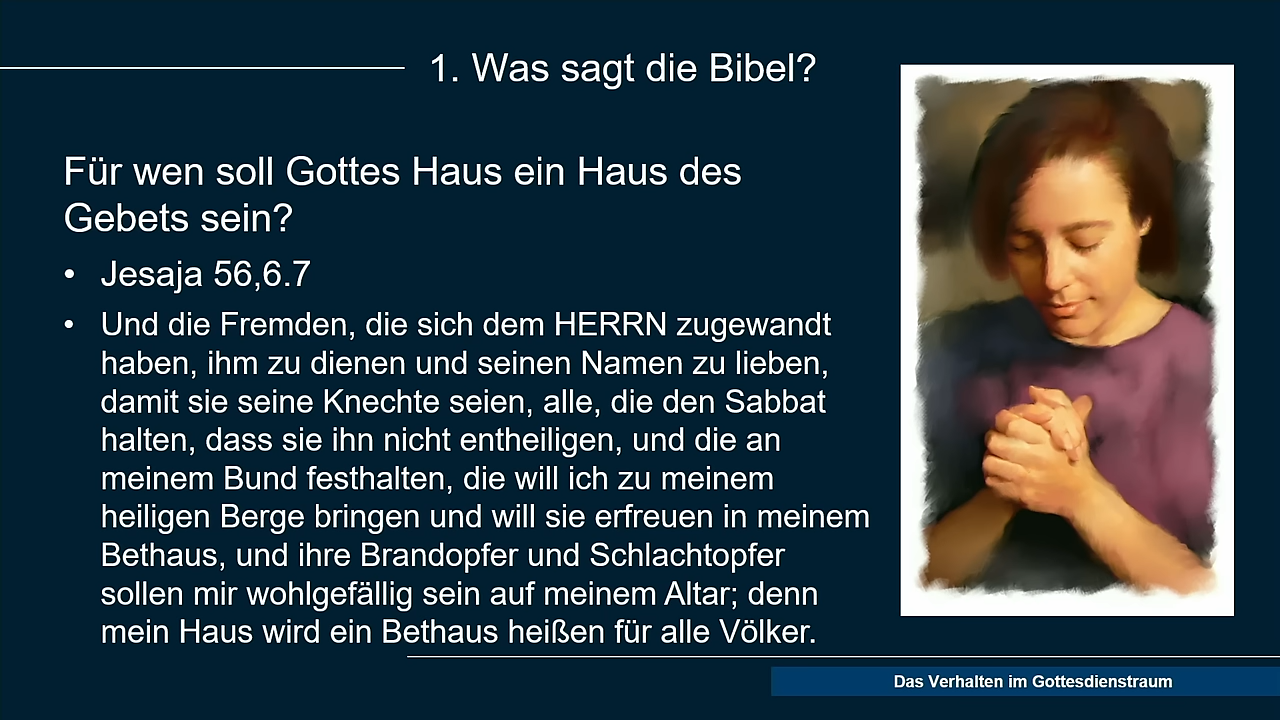 1. Was sagt die Bibel?
Für wen soll Gottes Haus ein Haus des
Gebets sein?
• Jesaja 56,6.7
• Und die Fremden, die sich dem HERRN zugewandt
haben, ihm zu dienen und seinen Namen zu lieben,
damit sie seine Knechte seien, alle, die den Sabbat
halten, dass sie ihn nicht entheiligen, und die an
meinem Bund festhalten, die will ich zu meinem
heiligen Berge bringen und will sie erfreuen in meinem
Bethaus, und ihre Brandopfer und Schlachtopfer
sollen mir wohlgefällig sein auf meinem Altar; denn
mein Haus wird ein Bethaus heißen für alle Völker.
Das Verhalten im Gottesdienstraum